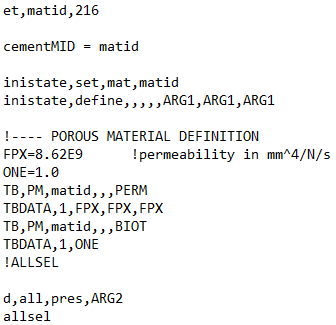 et,matid,216
cementMID = matid
inistate,set,mat,matid
inistate,define,,,,,ARG1,ARG1,ARG1
!---- POROUS MATERIAL DEFINITION
FPX=8.62E9 !permeability in mm^4/N/s
ONE=1.0
TB,PM,matid,,,PERM
TBDATA,1,FPX,FPX,FPX
TB,PM,matid,,,BIOT
TBDATA,1,ONE
!ALLSEL
d,all,pres,ARG2
allsel